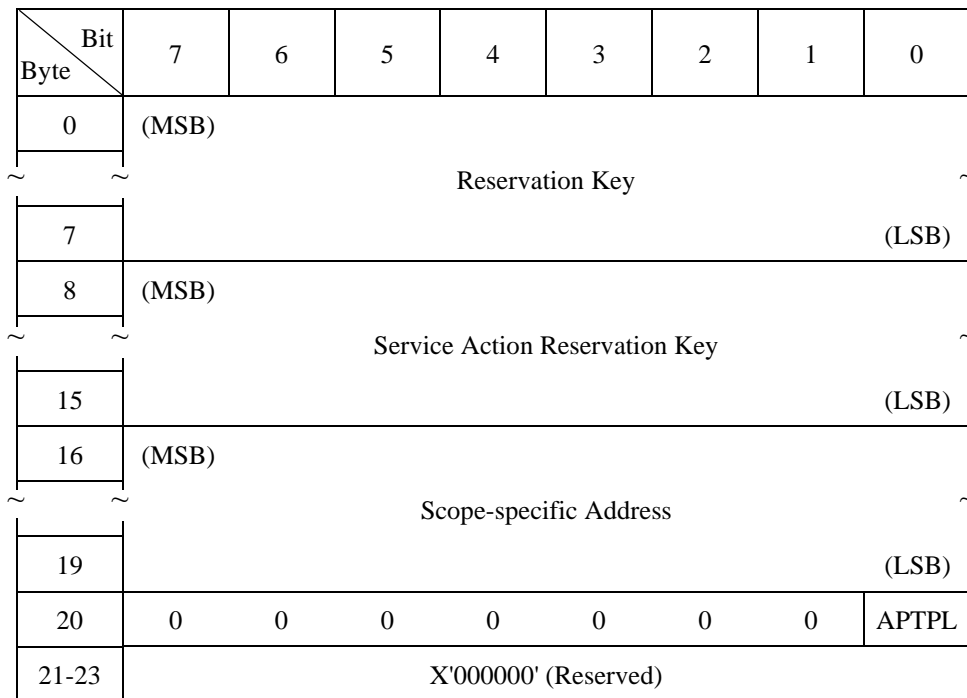 Bit
Byte 7 6 5 4 3 2 1 0
0 (MSB)
~ ~ Reservation Key ~
7 (LSB)
8 (MSB)
~ ~ Service Action Reservation Key ~
15 (LSB)
16 (MSB)
~ ~ Scope-specific Address ~
19 (LSB)
20 0 0 0 0 0 0 0 APTPL
21-23 X'000000' (Reserved)